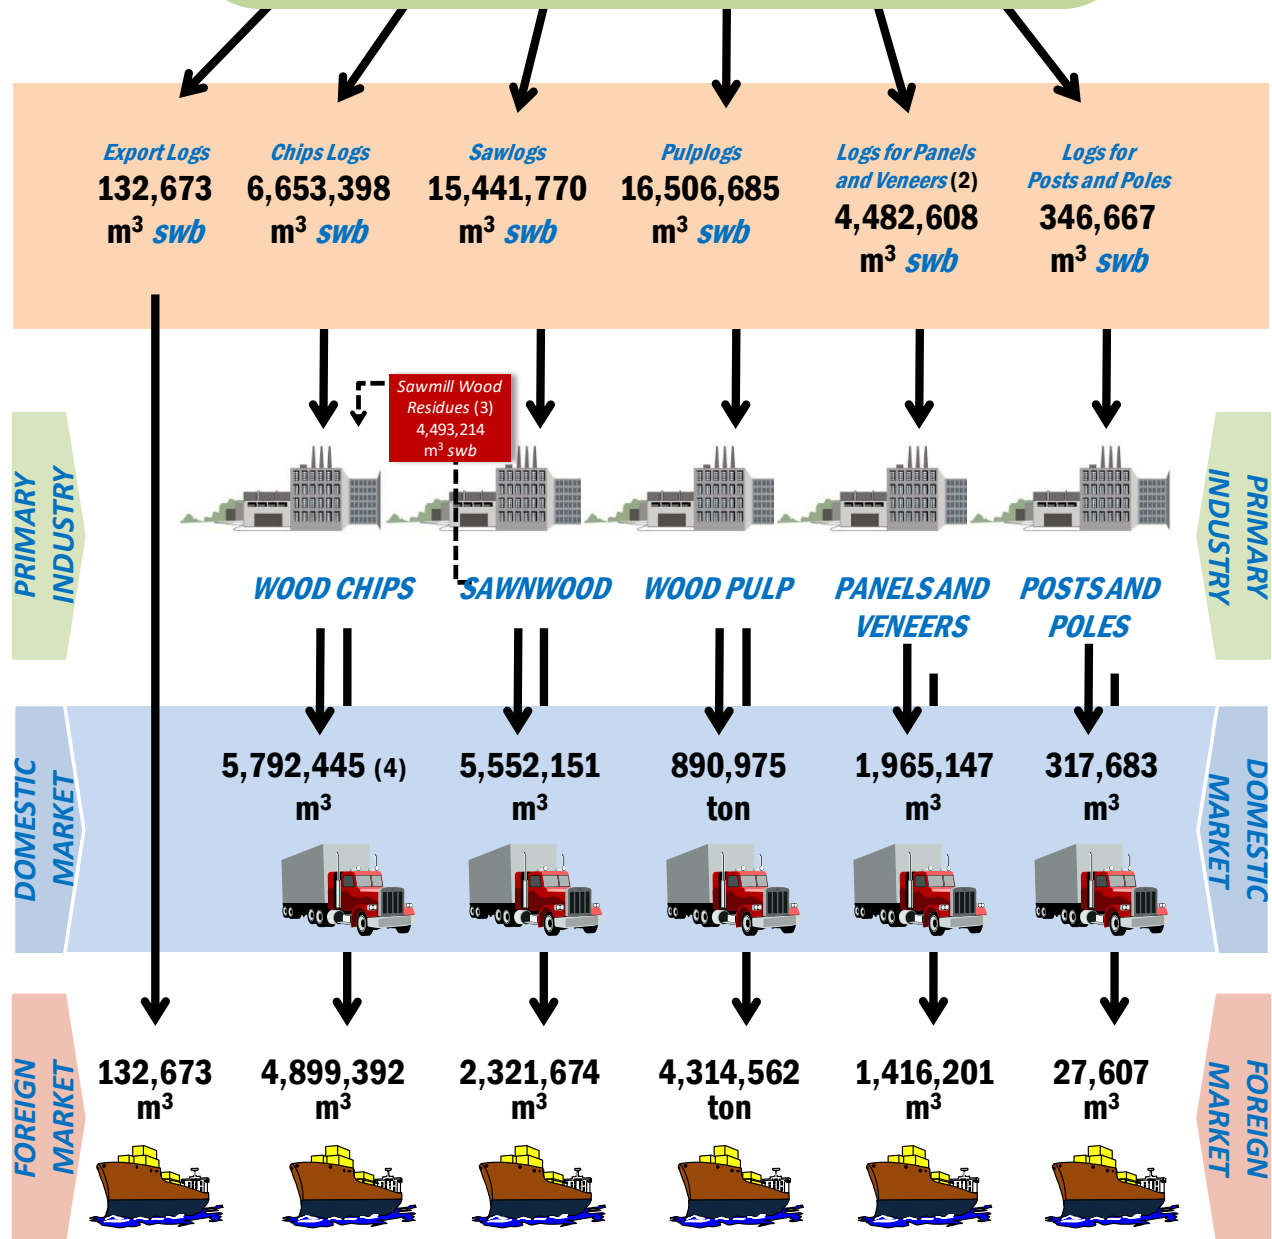 Export Logs
132,673
m³ swb
Chips Logs
6,653,398
m³ swb
Sawlogs
15,441,770
m³ swb
Pulplogs
16,506,685
m³ swb
Logs for Panels
and Veneers (2)
4,482,608
m³ swb
Logs for
Posts and Poles
346,667
m³ swb
Sawmill Wood
Residues (3)
4,493,214
m³ swb
PRIMARY
INDUSTRY
WOOD CHIPS
SAWNWOOD
WOOD PULP
PANELS AND
VENEERS
POSTS AND
POLES
PRIMARY
INDUSTRY
DOMESTIC
MARKET
5,792,445 (4)
m³
5,552,151
m³
890,975
ton
1,965,147
m³
317,683
m³
DOMESTIC
MARKET
FOREIGN
MARKET
132,673
m³
4,899,392
m³
2,321,674
m³
4,314,562
ton
1,416,201
m³
27,607
m³
FOREIGN
MARKET